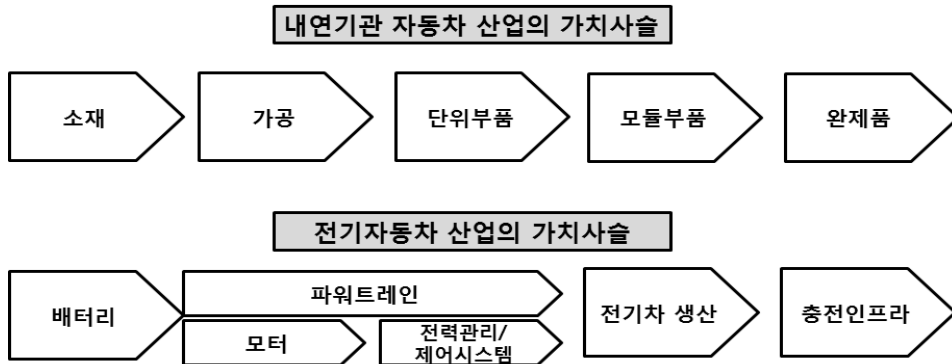 내연기관 자동차 산업의 가치사슬
소재
가공
단위부품
모듈부품
완제품
전기자동차 산업의 가치사슬
배터리
파워트레인
모터
전력관리/
제어시스템
전기차 생산
충전인프라